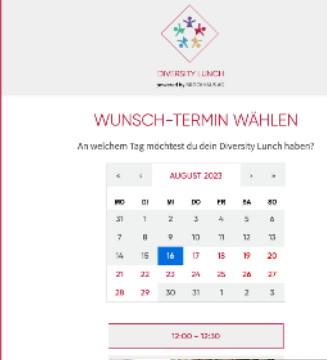 DIVERSITY LUNCH
WUNSCH-TERMIN WÄHLEN
An welchem Tag möchtest du dein Diversity Lunch haben?
« ‹ AUGUST 2023 › »
MO DI MI DO FR SA SO
31 1 2 3 4 5 6
7 8 9 10 11 12 13
14 15 16 17 18 19 20
21 22 23 24 25 26 27
28 29 30 31 1 2 3
12:00 - 12:30